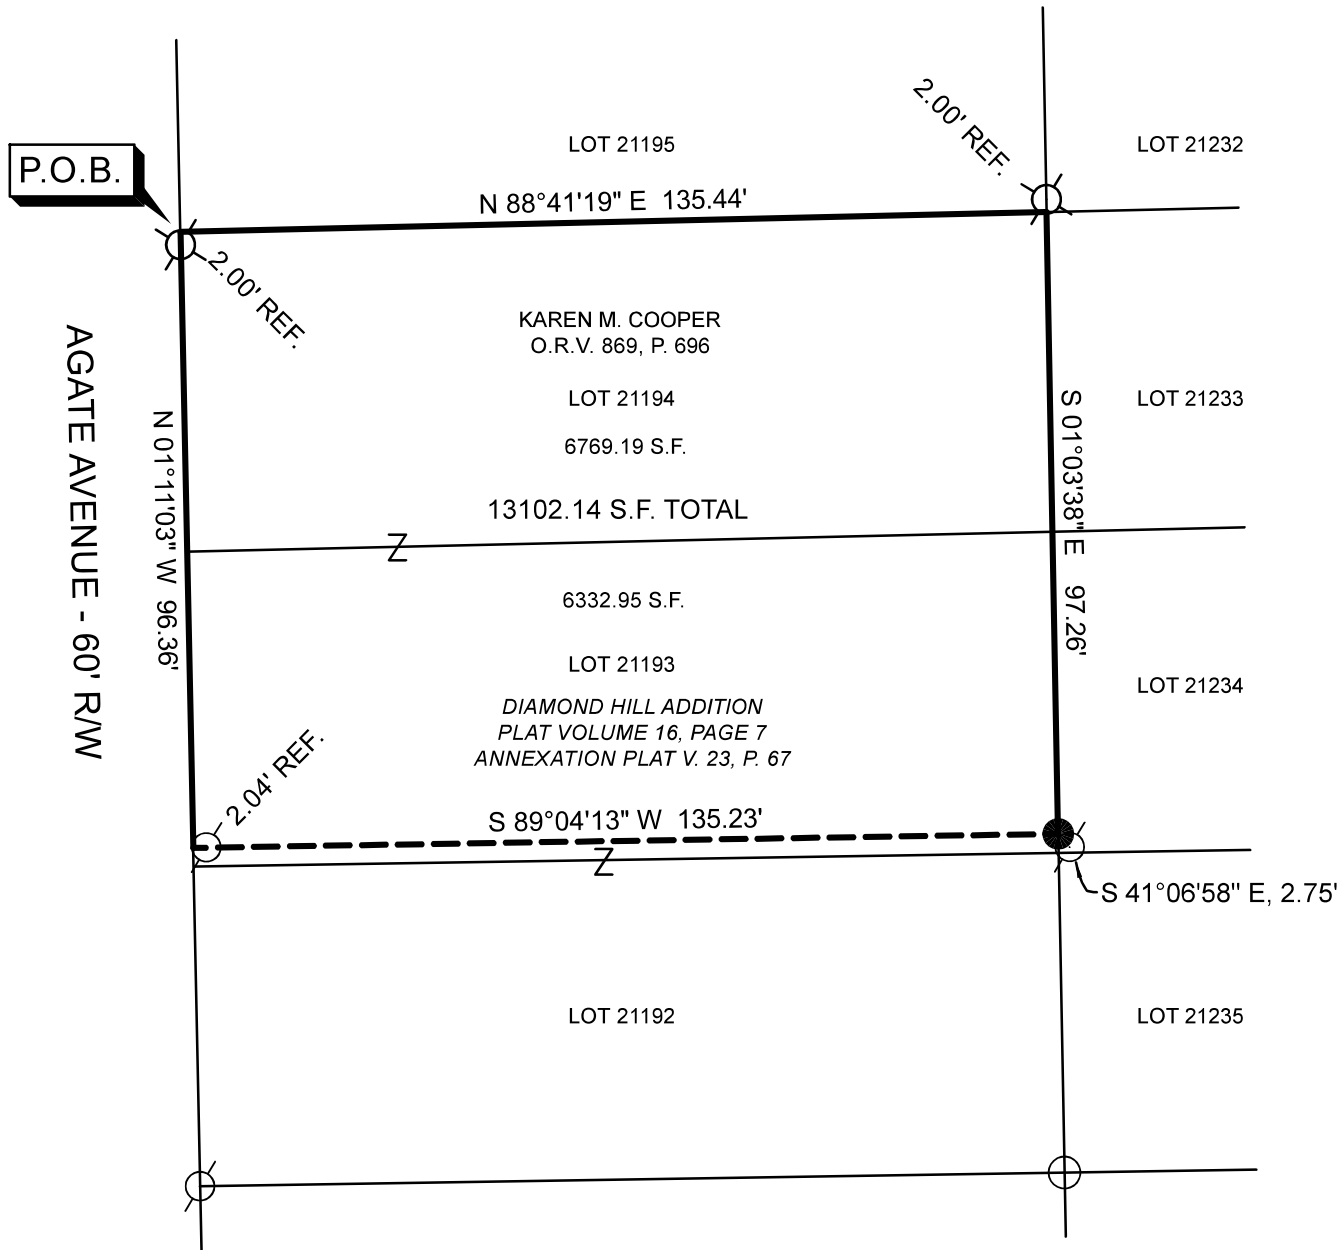 2.00' REF.
LOT 21195
LOT 21232
P.O.B.
N 88°41'19" E 135.44'
2.00' REF.
KAREN M. COOPER
O.R.V. 869, P. 696
LOT 21194
LOT 21233
6769.19 S.F.
13102.14 S.F. TOTAL
AGATE AVENUE - 60' R/W
N 01°11'03" W 96.36'
S 01°03'38" E 97.26'
Z
6332.95 S.F.
LOT 21193
LOT 21234
DIAMOND HILL ADDITION
PLAT VOLUME 16, PAGE 7
ANNEXATION PLAT V. 23, P. 67
2.04' REF.
S 89°04'13" W 135.23'
Z
S 41°06'58" E, 2.75'
LOT 21192
LOT 21235